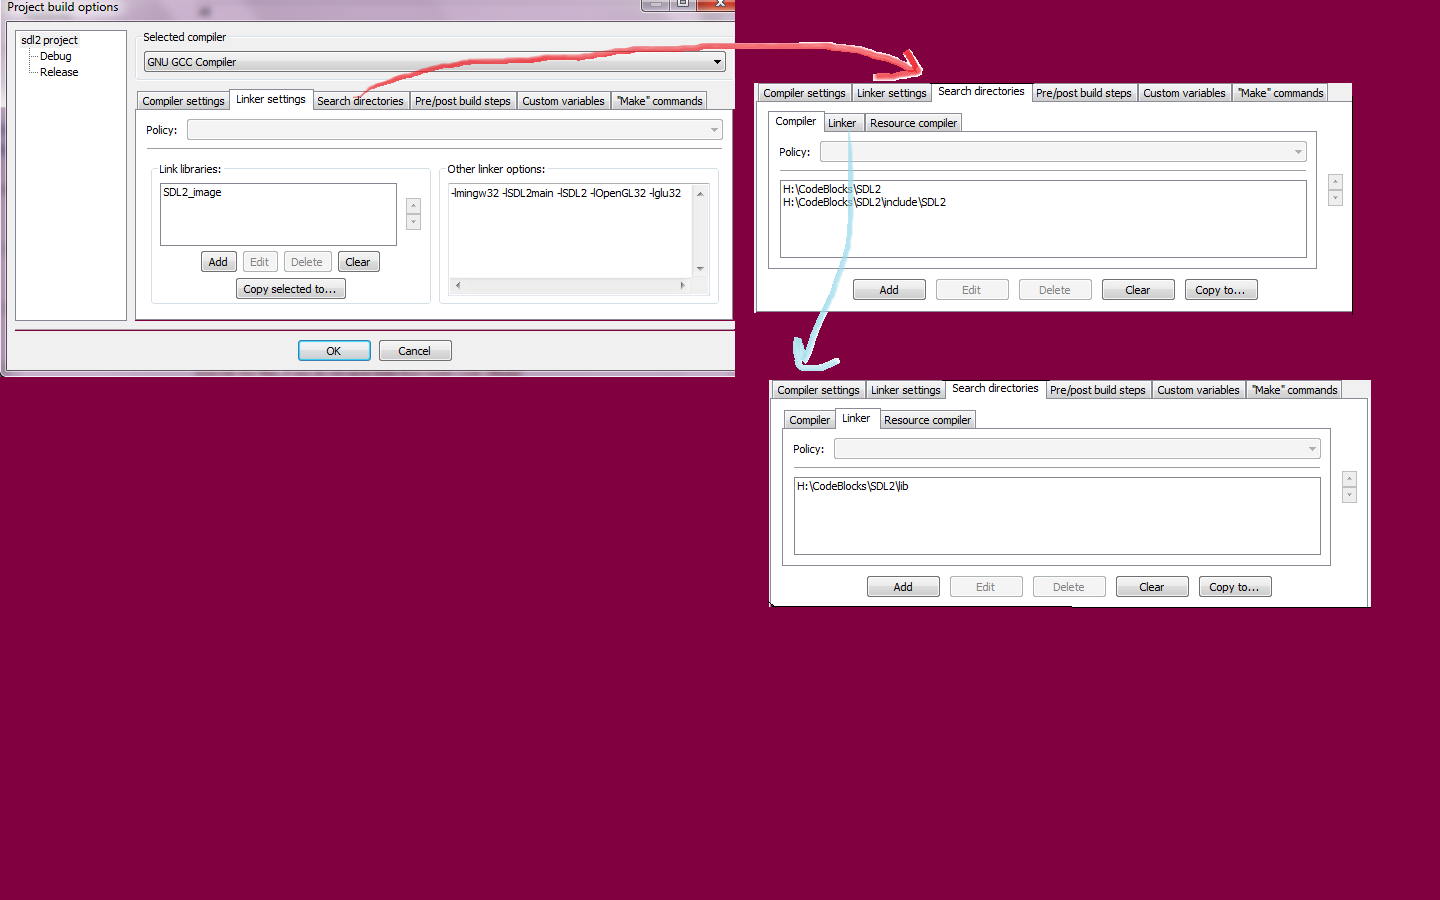 Project build options
sdl2 project
Debug
Release
Selected compiler
GNU GCC Compiler
Compiler settings Linker settings Search directories Pre/post build steps Custom variables "Make" commands
Policy:
Link libraries:
SDL2_image
Add Edit Delete Clear
Copy selected to...
Other linker options:
-lmingw32 -lSDL2main -lSDL2 -lOpenGL32 -lglu32
OK Cancel
Compiler settings Linker settings Search directories Pre/post build steps Custom variables "Make" commands
Compiler Linker Resource compiler
Policy:
H:\CodeBlocks\SDL2
H:\CodeBlocks\SDL2\include\SDL2
Add Edit Delete Clear Copy to...
Compiler settings Linker settings Search directories Pre/post build steps Custom variables "Make" commands
Compiler Linker Resource compiler
Policy:
H:\CodeBlocks\SDL2\lib
Add Edit Delete Clear Copy to...